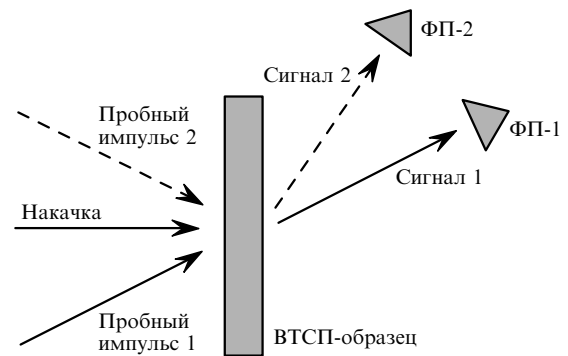 ФП-2
Сигнал 2
Пробный
импульс 2
ФП-1
Сигнал 1
Накачка
Пробный
импульс 1
ВТСП-образец